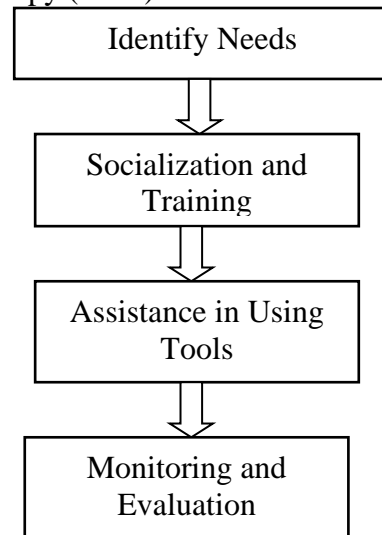 Identify Needs
Socialization and
Training
Assistance in Using
Tools
Monitoring and
Evaluation